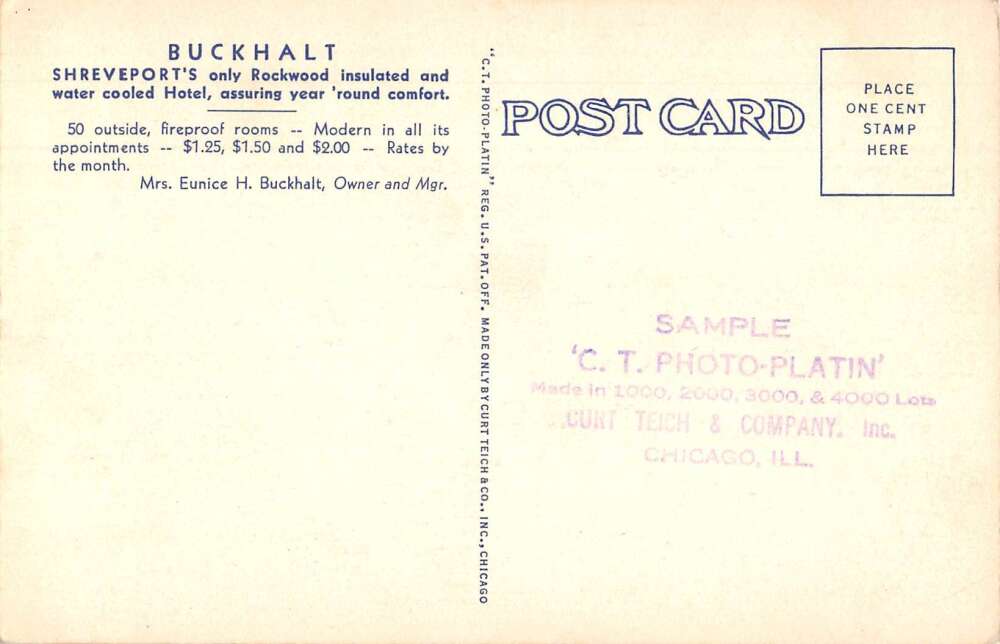 BUCKHALT
SHREVEPORT'S only Rockwood insulated and
water cooled Hotel, assuring year 'round comfort.
50 outside, fireproof rooms -- Modern in all its
appointments -- $1.25, $1.50 and $2.00 -- Rates by
the month.
Mrs. Eunice H. Buckhalt, Owner and Mgr.
"C.T. PHOTO-PLATIN" REG. U.S. PAT. OFF. MADE ONLY BY CURT TEICH & CO., INC., CHICAGO
POST CARD
PLACE
ONE CENT
STAMP
HERE
SAMPLE
'C. T. PHOTO-PLATIN'
Made in 1000, 2000, 3000, & 4000 Lots
CURT TEICH & COMPANY, Inc.
CHICAGO, ILL.